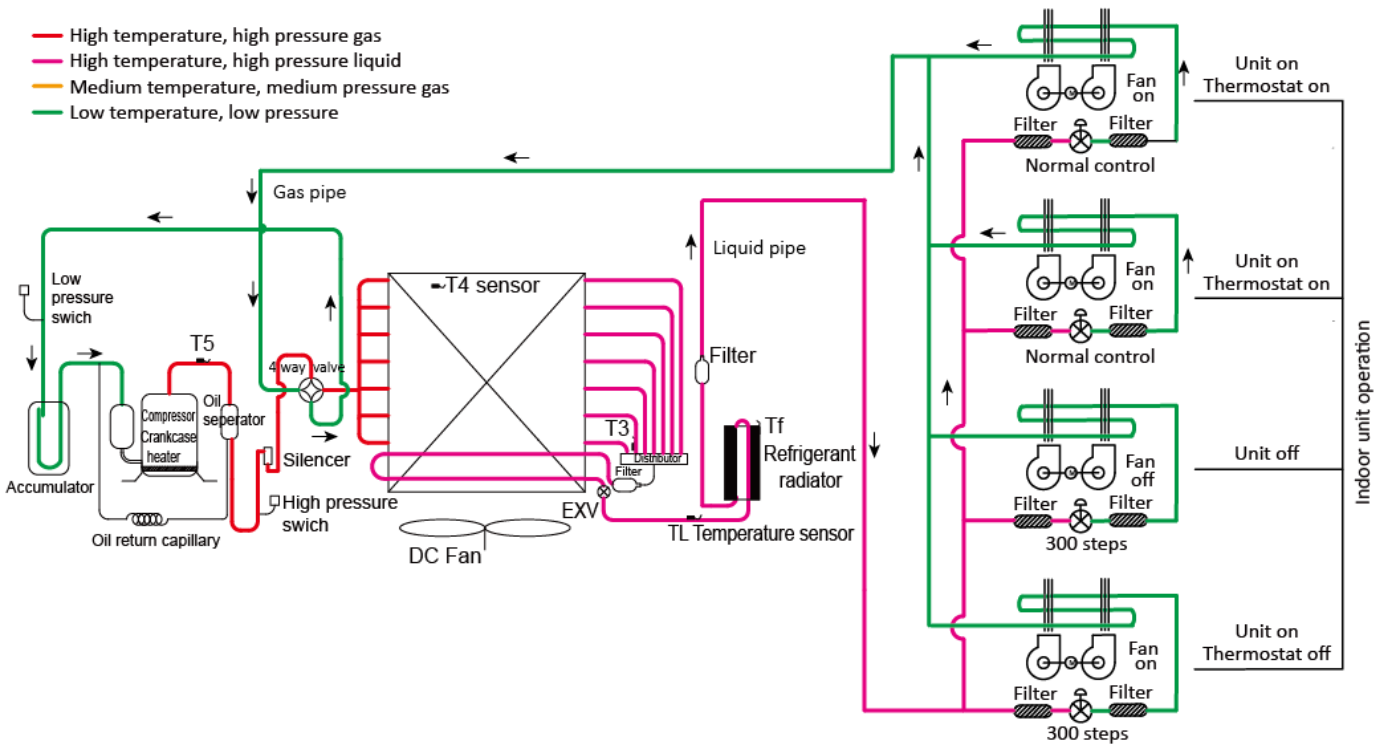 High temperature, high pressure gas
High temperature, high pressure liquid
Medium temperature, medium pressure gas
Low temperature, low pressure
Gas pipe
Low
pressure
swich
T5
4 way valve
Oil
seperator
Compressor
Crankcase
heater
Accumulator
Silencer
High pressure
swich
Oil return capillary
T4 sensor
DC Fan
T3
Distributor
Filter
EXV
TL Temperature sensor
Liquid pipe
Filter
Tf
Refrigerant
radiator
M
Fan
on
Filter
Filter
Normal control
Unit on
Thermostat on
M
Fan
on
Filter
Filter
Normal control
Unit on
Thermostat on
M
Fan
off
Filter
Filter
300 steps
Unit off
M
Fan
on
Filter
Filter
300 steps
Unit on
Thermostat off
Indoor unit operation